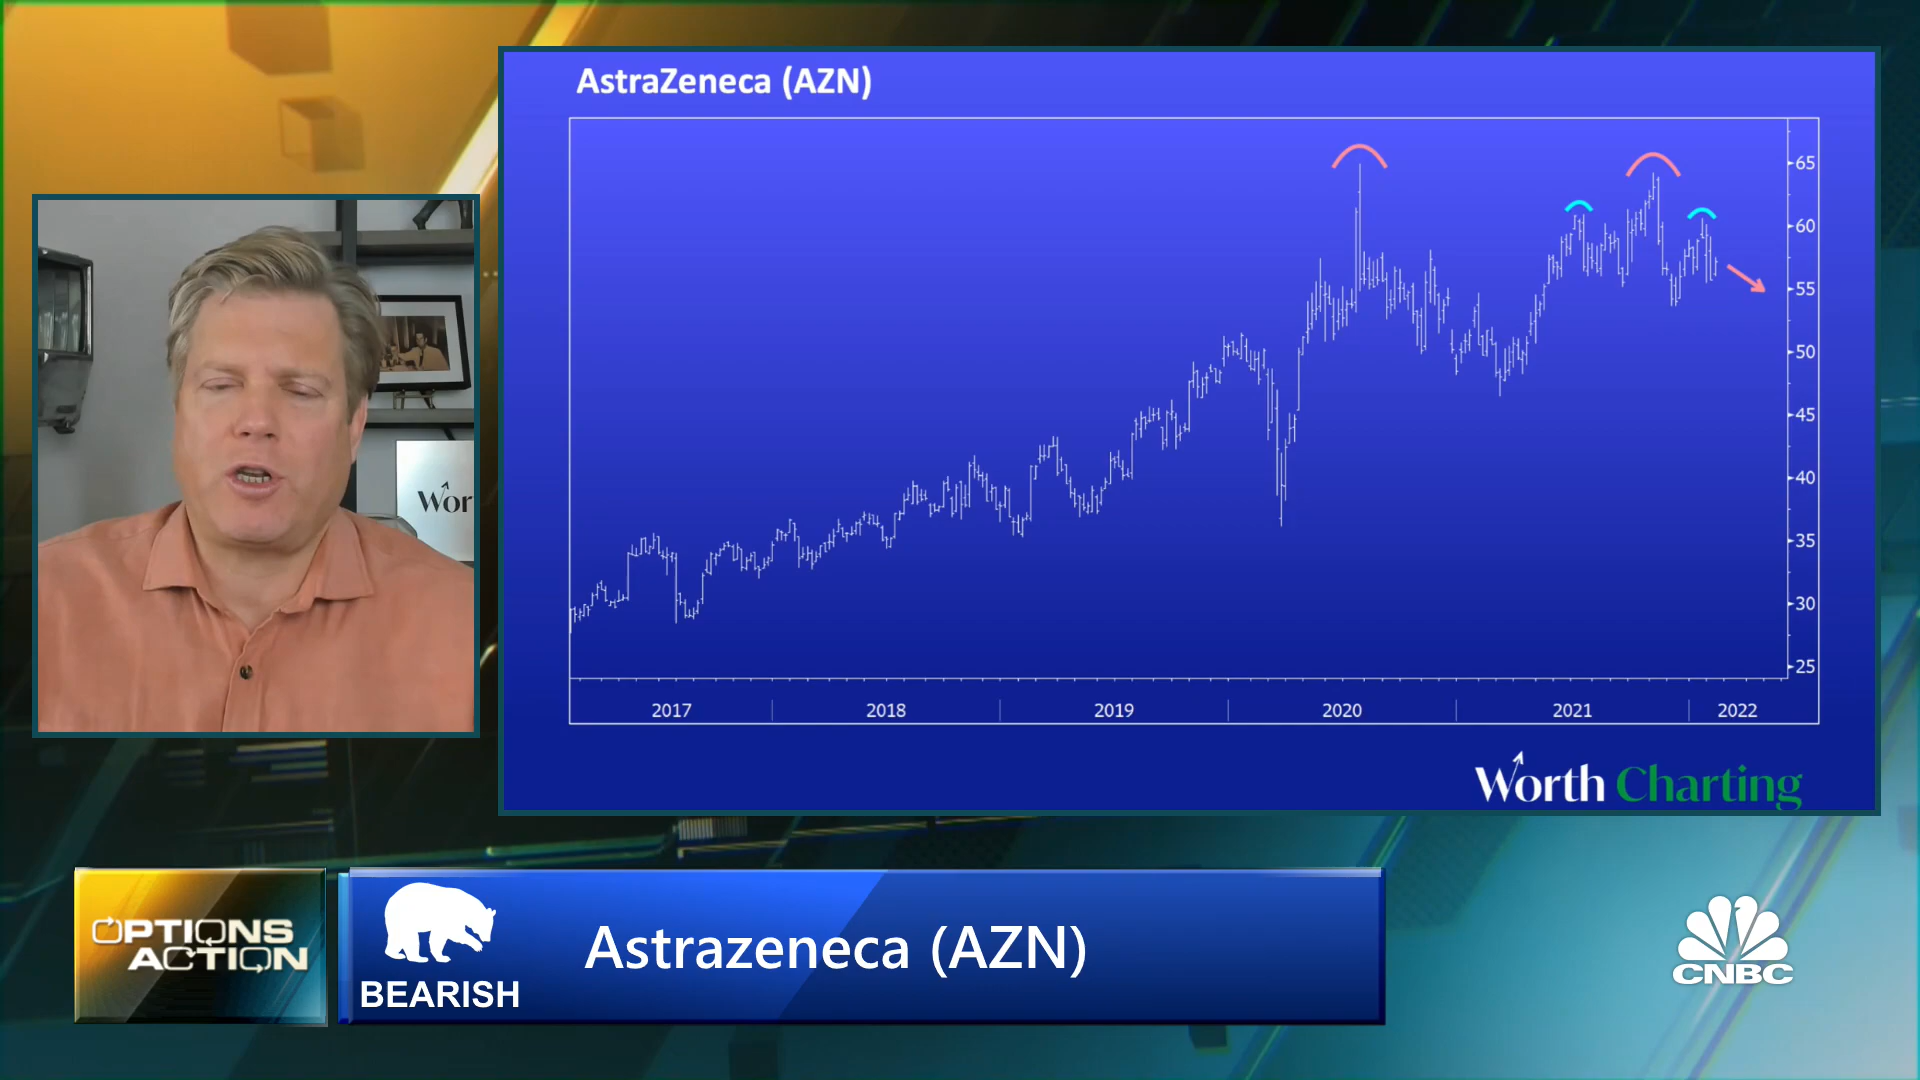 AstraZeneca (AZN)
65
60
55
50
45
40
35
30
25
2017 2018 2019 2020 2021 2022
Worth Charting
Wor
OPTIONS
ACTION
BEARISH
Astrazeneca (AZN)
CNBC